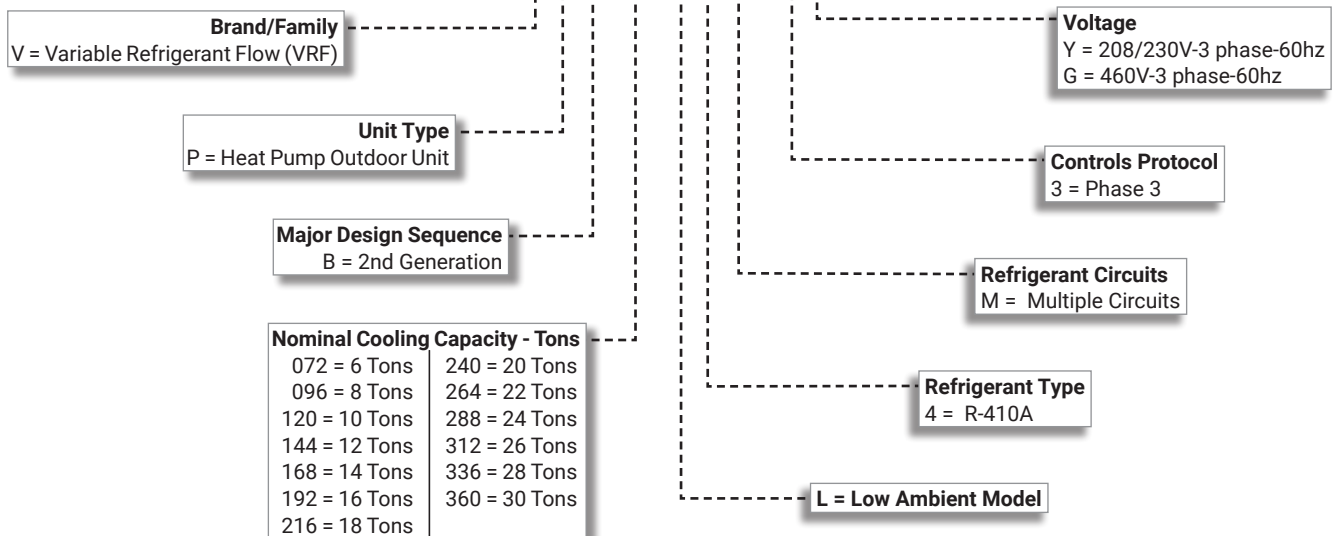 Brand/Family
V = Variable Refrigerant Flow (VRF)
Unit Type
P = Heat Pump Outdoor Unit
Major Design Sequence
B = 2nd Generation
Nominal Cooling Capacity - Tons
072 = 6 Tons
096 = 8 Tons
120 = 10 Tons
144 = 12 Tons
168 = 14 Tons
192 = 16 Tons
216 = 18 Tons
240 = 20 Tons
264 = 22 Tons
288 = 24 Tons
312 = 26 Tons
336 = 28 Tons
360 = 30 Tons
Voltage
Y = 208/230V-3 phase-60hz
G = 460V-3 phase-60hz
Controls Protocol
3 = Phase 3
Refrigerant Circuits
M = Multiple Circuits
Refrigerant Type
4 = R-410A
L = Low Ambient Model